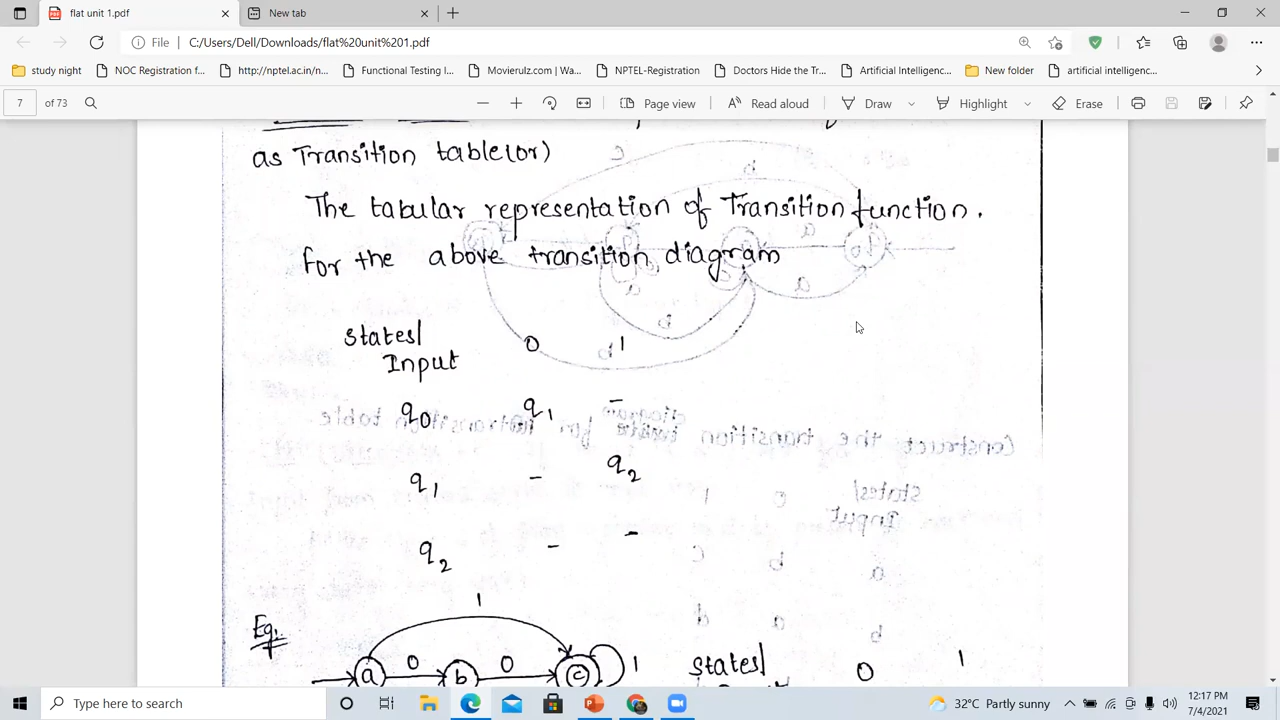 flat unit 1.pdf
New tab
File
C:/Users/Dell/Downloads/flat%20unit%201.pdf
study night
NOC Registration f...
http://nptel.ac.in/n...
Functional Testing I...
Movierulz.com | Wa...
NPTEL-Registration
Doctors Hide the Tr...
Artificial Intelligenc...
New folder
artificial intelligenc...
7 of 73
Page view
Read aloud
Draw
Highlight
Erase
as Transition table(or)
The tabular representation of Transition function.
for the above transition diagram
states|
Input
0 1
q0 q1 -
q1 - q2
q2 - -
1
Eg:
a 0 b 0 c 1
states| 0 1
Type here to search
32°C Partly sunny
12:17 PM
7/4/2021